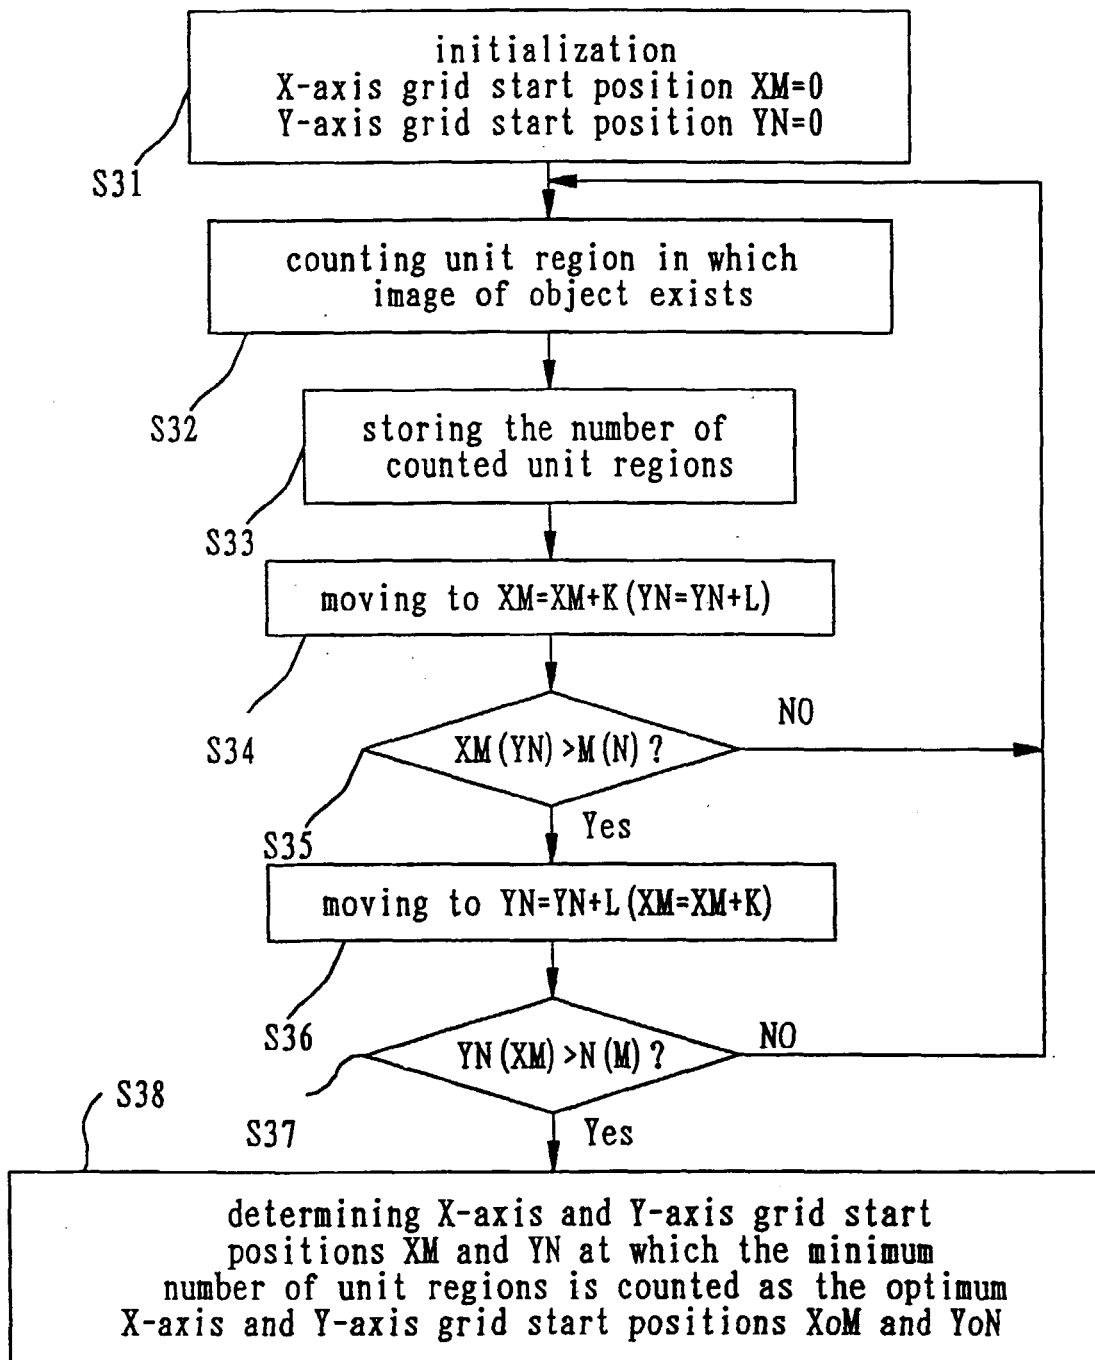 initialization
X-axis grid start position XM=0
Y-axis grid start position YN=0
S31
counting unit region in which
image of object exists
S32
storing the number of
counted unit regions
S33
moving to XM=XM+K(YN=YN+L)
S34
XM(YN)>M(N)?
NO
S35
Yes
moving to YN=YN+L(XM=XM+K)
S36
YN(XM)>N(M)?
NO
S37
Yes
S38
determining X-axis and Y-axis grid start
positions XM and YN at which the minimum
number of unit regions is counted as the optimum
X-axis and Y-axis grid start positions XoM and YoN